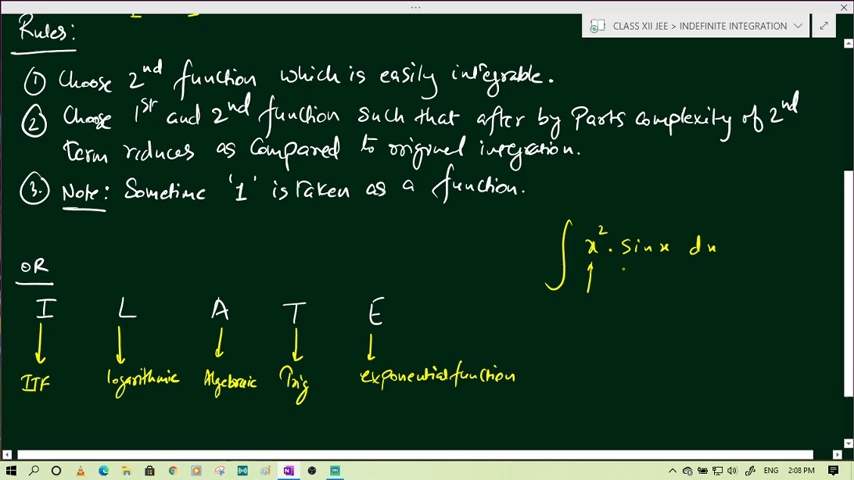 CLASS XII JEE > INDEFINITE INTEGRATION
Rules:
① Choose 2nd function which is easily integrable.
② Choose 1st and 2nd function such that after by Parts complexity of 2nd
term reduces as compared to original integration.
③ Note: Sometime '1' is taken as a function.
∫ x² · sinx dx
OR
I L A T E
ITF logarithmic Algebraic Trig exponential function
ENG 2:08 PM